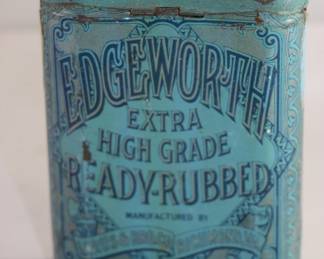 EDGEWORTH
EXTRA
HIGH GRADE
READY-RUBBED
MANUFACTURED BY